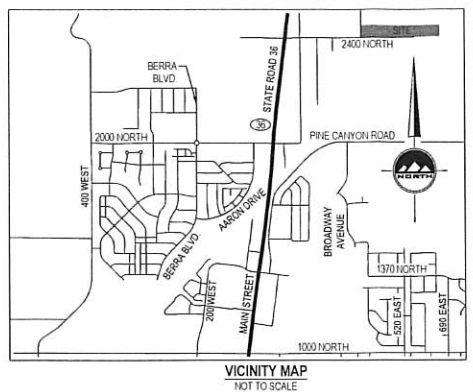 SITE
2400 NORTH
BERRA
BLVD.
STATE ROAD 36
36
2000 NORTH
PINE CANYON ROAD
NORTH
400 WEST
AARON DRIVE
BROADWAY
AVENUE
BERRA BLVD.
1370 NORTH
200 WEST
MAIN STREET
520 EAST
690 EAST
1000 NORTH
VICINITY MAP
NOT TO SCALE